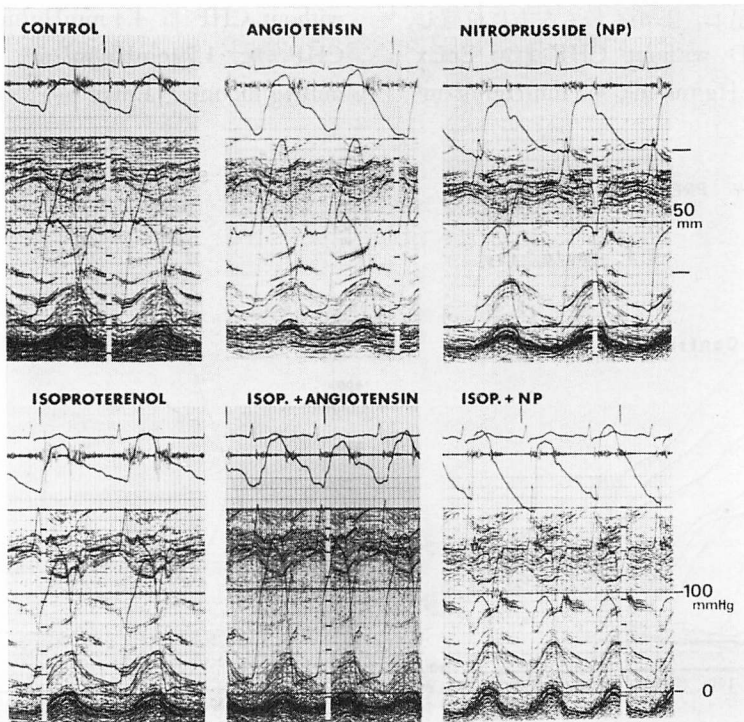 CONTROL
ANGIOTENSIN
NITROPRUSSIDE (NP)
50
mm
ISOPROTERENOL
ISOP. + ANGIOTENSIN
ISOP. + NP
100
mmHg
0